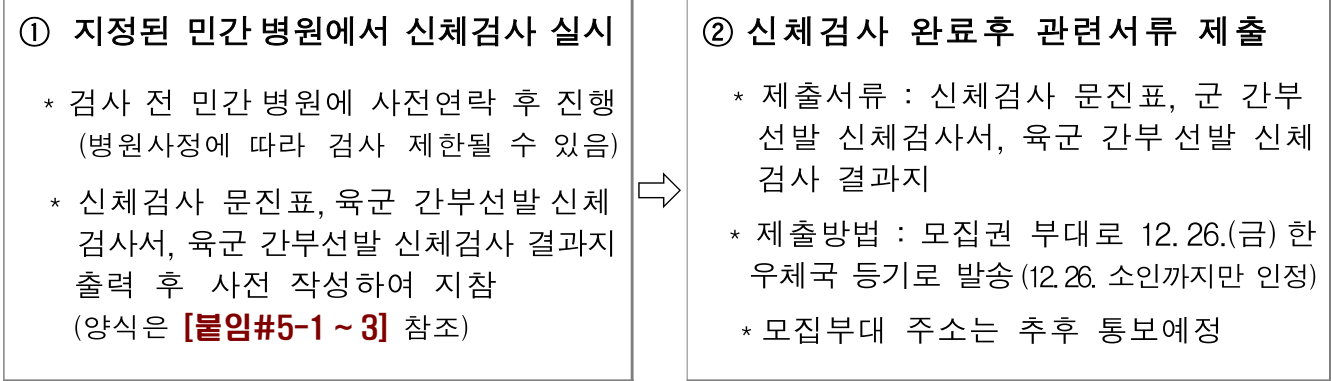 ① 지정된 민간 병원에서 신체검사 실시
* 검사 전 민간 병원에 사전연락 후 진행
(병원사정에 따라 검사 제한될 수 있음)
* 신체검사 문진표, 육군 간부선발 신체
검사서, 육군 간부선발 신체검사 결과지
출력 후 사전 작성하여 지참
(양식은 [붙임#5-1 ~ 3] 참조)
⇨
② 신체검사 완료후 관련서류 제출
* 제출서류 : 신체검사 문진표, 군 간부
선발 신체검사서, 육군 간부 선발 신체
검사 결과지
* 제출방법 : 모집권 부대로 12. 26.(금) 한
우체국 등기로 발송 (12. 26. 소인까지만 인정)
* 모집부대 주소는 추후 통보예정